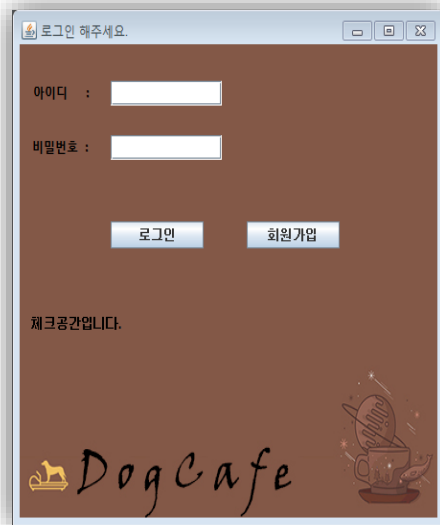 로그인 해주세요.
아이디 :
비밀번호 :
로그인 회원가입
체크공간입니다.
DogCafe